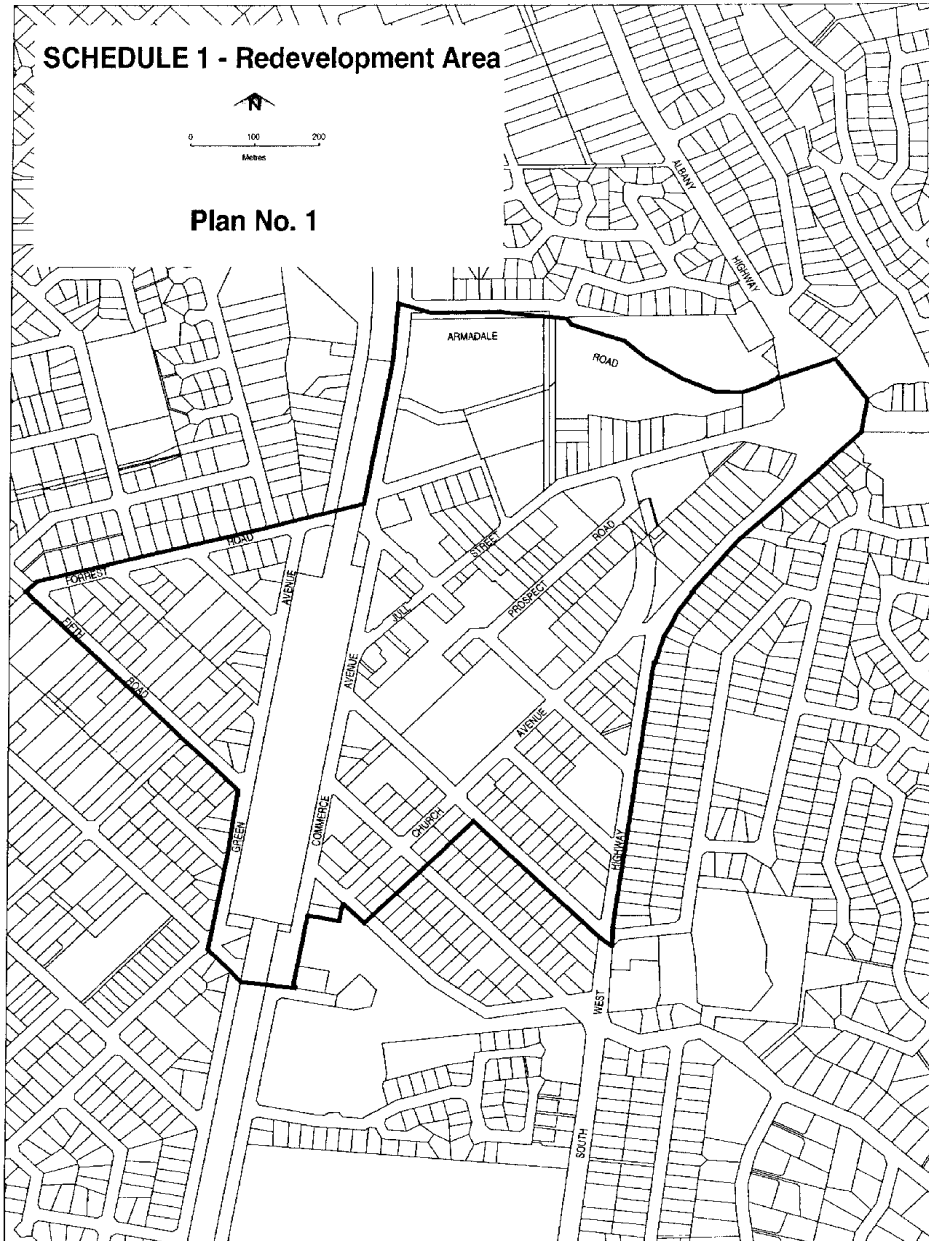 SCHEDULE 1 - Redevelopment Area
N
0 100 200
Metres
Plan No. 1
ALBANY
HIGHWAY
ARMADALE
ROAD
ROAD
FORREST
AVENUE
STREET
ROAD
JULL
PROSPECT
FIFTH
ROAD
AVENUE
AVENUE
GREEN
COMMERCE
CHURCH
HIGHWAY
WEST
SOUTH